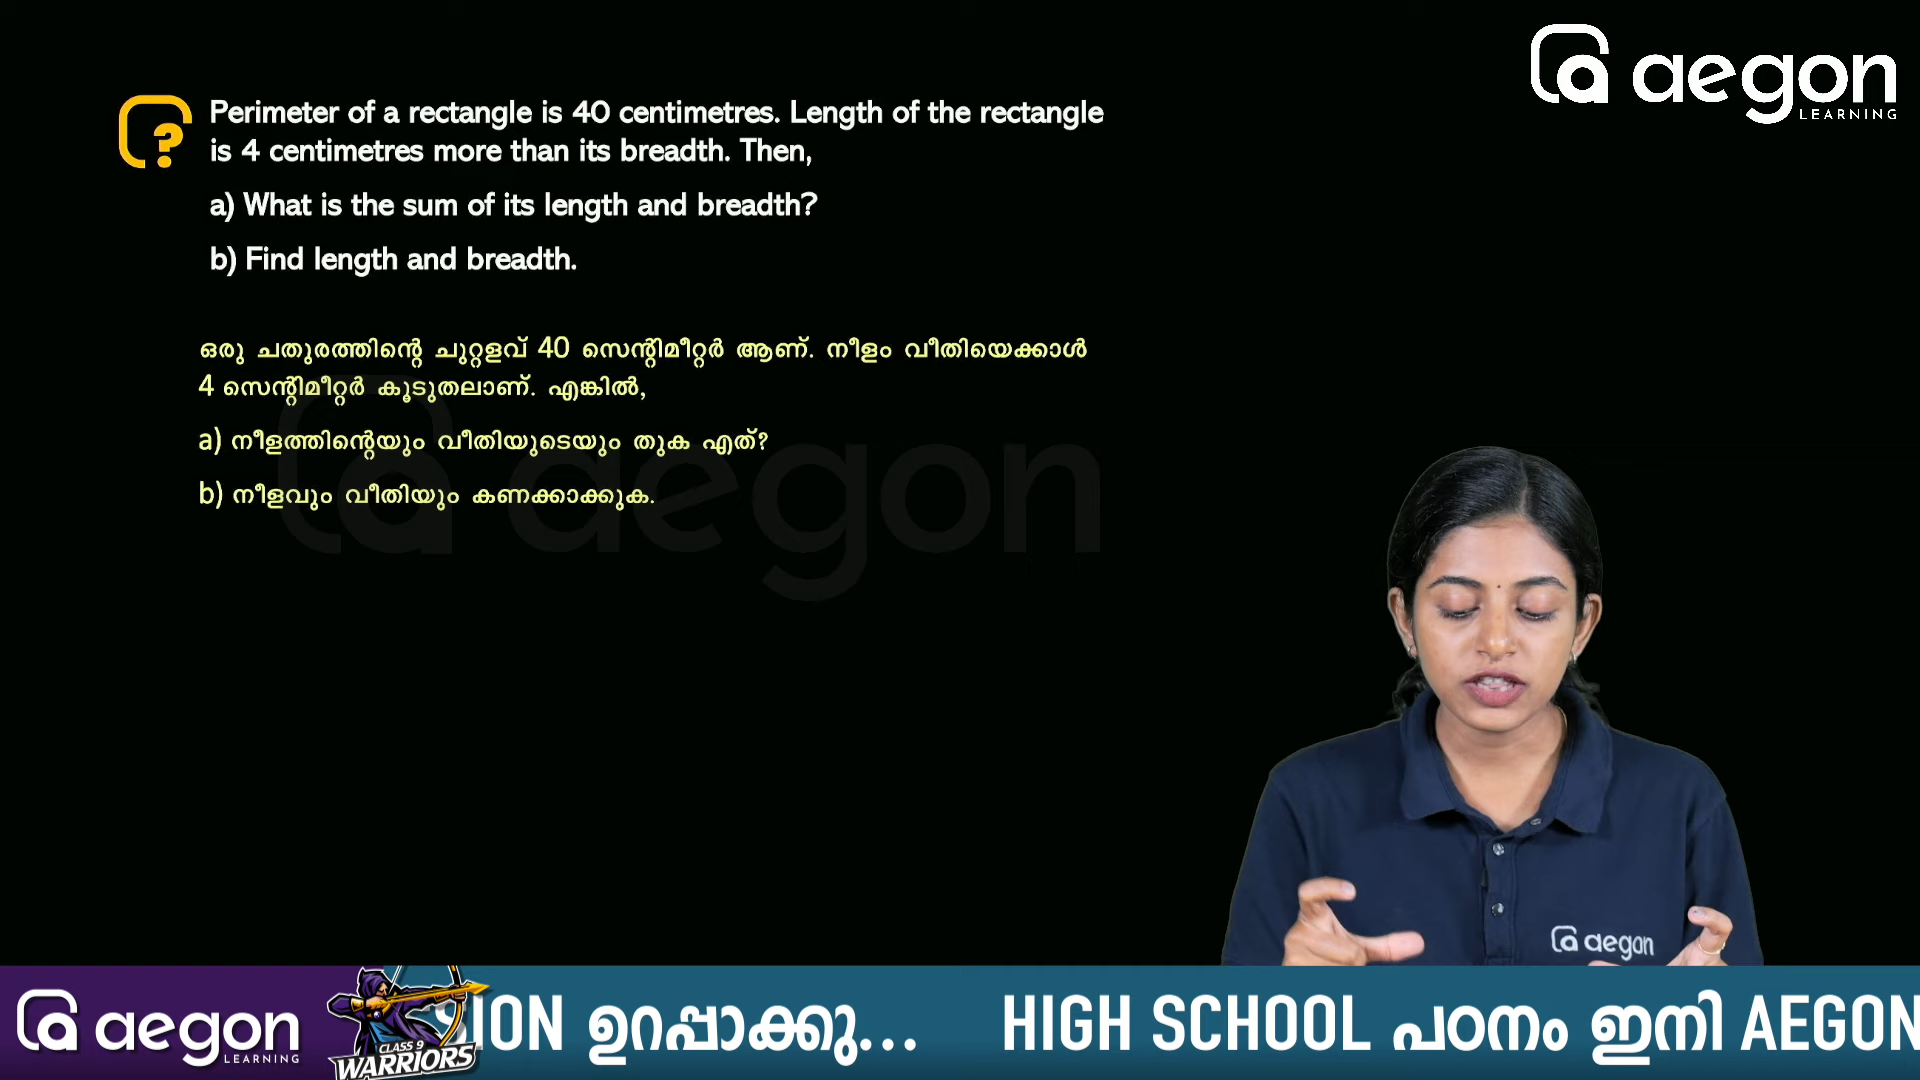 aegon
LEARNING
?
Perimeter of a rectangle is 40 centimetres. Length of the rectangle
is 4 centimetres more than its breadth. Then,
a) What is the sum of its length and breadth?
b) Find length and breadth.
ഒരു ചതുരത്തിന്റെ ചുറ്റളവ് 40 സെന്റിമീറ്റർ ആണ്. നീളം വീതിയെക്കാൾ
4 സെന്റിമീറ്റർ കൂടുതലാണ്. എങ്കിൽ,
a) നീളത്തിന്റെയും വീതിയുടെയും തുക എത്?
b) നീളവും വീതിയും കണക്കാക്കുക.
aegon
aegon
aegon
LEARNING
CLASS 9
WARRIORS
SION ഉറപ്പാക്കൂ... HIGH SCHOOL പഠനം ഇനി AEGON